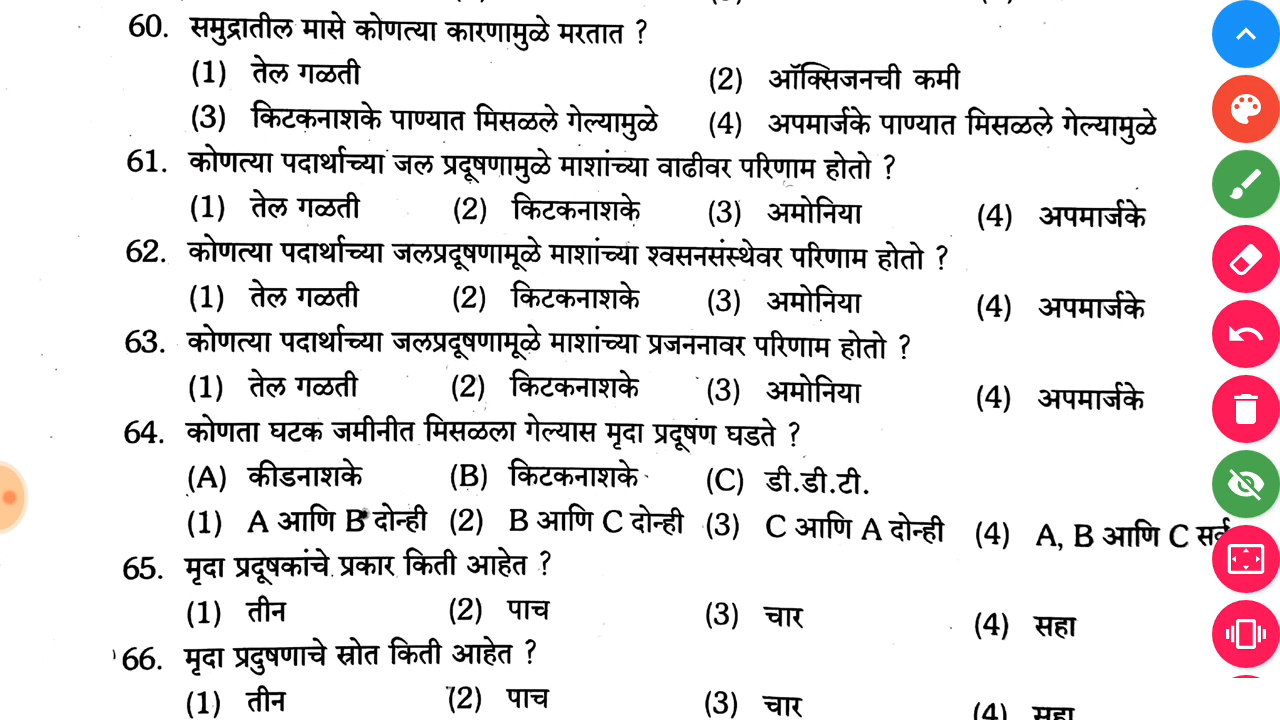 60. समुद्रातील मासे कोणत्या कारणामुळे मरतात ?
(1) तेल गळती (2) ऑक्सिजनची कमी
(3) किटकनाशके पाण्यात मिसळले गेल्यामुळे (4) अपमार्जके पाण्यात मिसळले गेल्यामुळे
61. कोणत्या पदार्थाच्या जल प्रदूषणामुळे माशांच्या वाढीवर परिणाम होतो ?
(1) तेल गळती (2) किटकनाशके (3) अमोनिया (4) अपमार्जके
62. कोणत्या पदार्थाच्या जलप्रदूषणामूळे माशांच्या श्वसनसंस्थेवर परिणाम होतो ?
(1) तेल गळती (2) किटकनाशके (3) अमोनिया (4) अपमार्जके
63. कोणत्या पदार्थाच्या जलप्रदूषणामूळे माशांच्या प्रजननावर परिणाम होतो ?
(1) तेल गळती (2) किटकनाशके (3) अमोनिया (4) अपमार्जके
64. कोणता घटक जमीनीत मिसळला गेल्यास मृदा प्रदूषण घडते ?
(A) कीडनाशके (B) किटकनाशके (C) डी.डी.टी.
(1) A आणि B दोन्ही (2) B आणि C दोन्ही (3) C आणि A दोन्ही (4) A, B आणि C सर्व
65. मृदा प्रदूषकांचे प्रकार किती आहेत ?
(1) तीन (2) पाच (3) चार (4) सहा
66. मृदा प्रदुषणाचे स्रोत किती आहेत ?
(1) तीन (2) पाच (3) चार (4) सहा